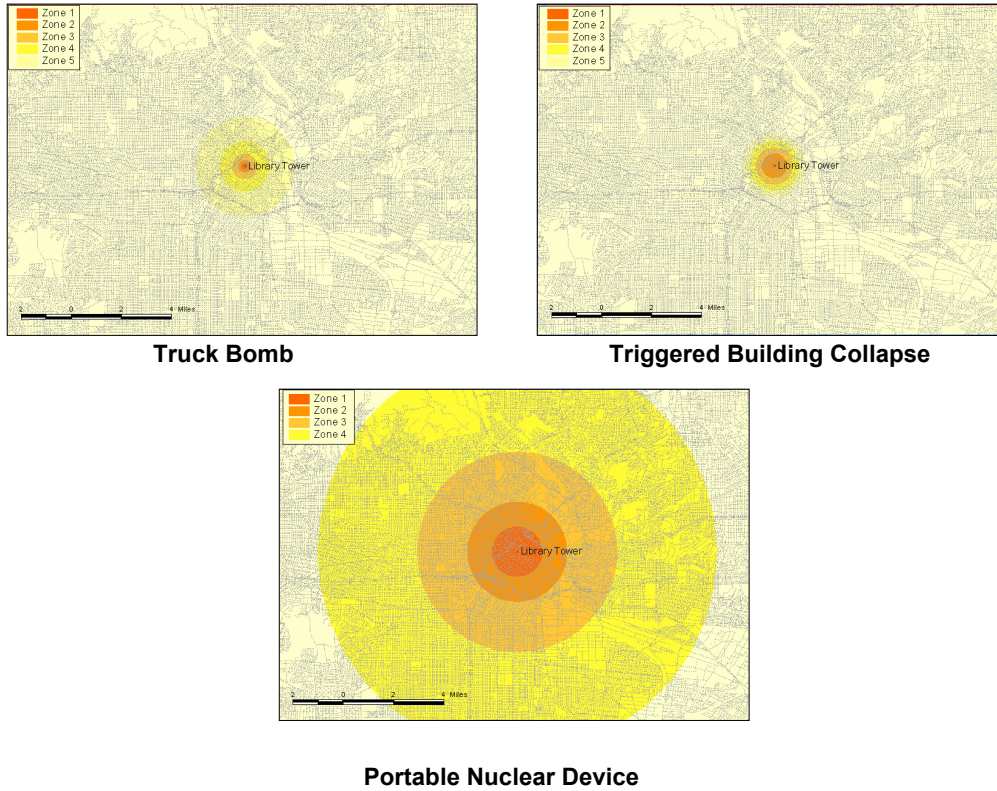 Zone 1
Zone 2
Zone 3
Zone 4
Zone 5
Library Tower
2 0 2 4 Miles
Truck Bomb
Zone 1
Zone 2
Zone 3
Zone 4
Zone 5
Library Tower
2 0 2 4 Miles
Triggered Building Collapse
Zone 1
Zone 2
Zone 3
Zone 4
Library Tower
2 0 2 4 Miles
Portable Nuclear Device